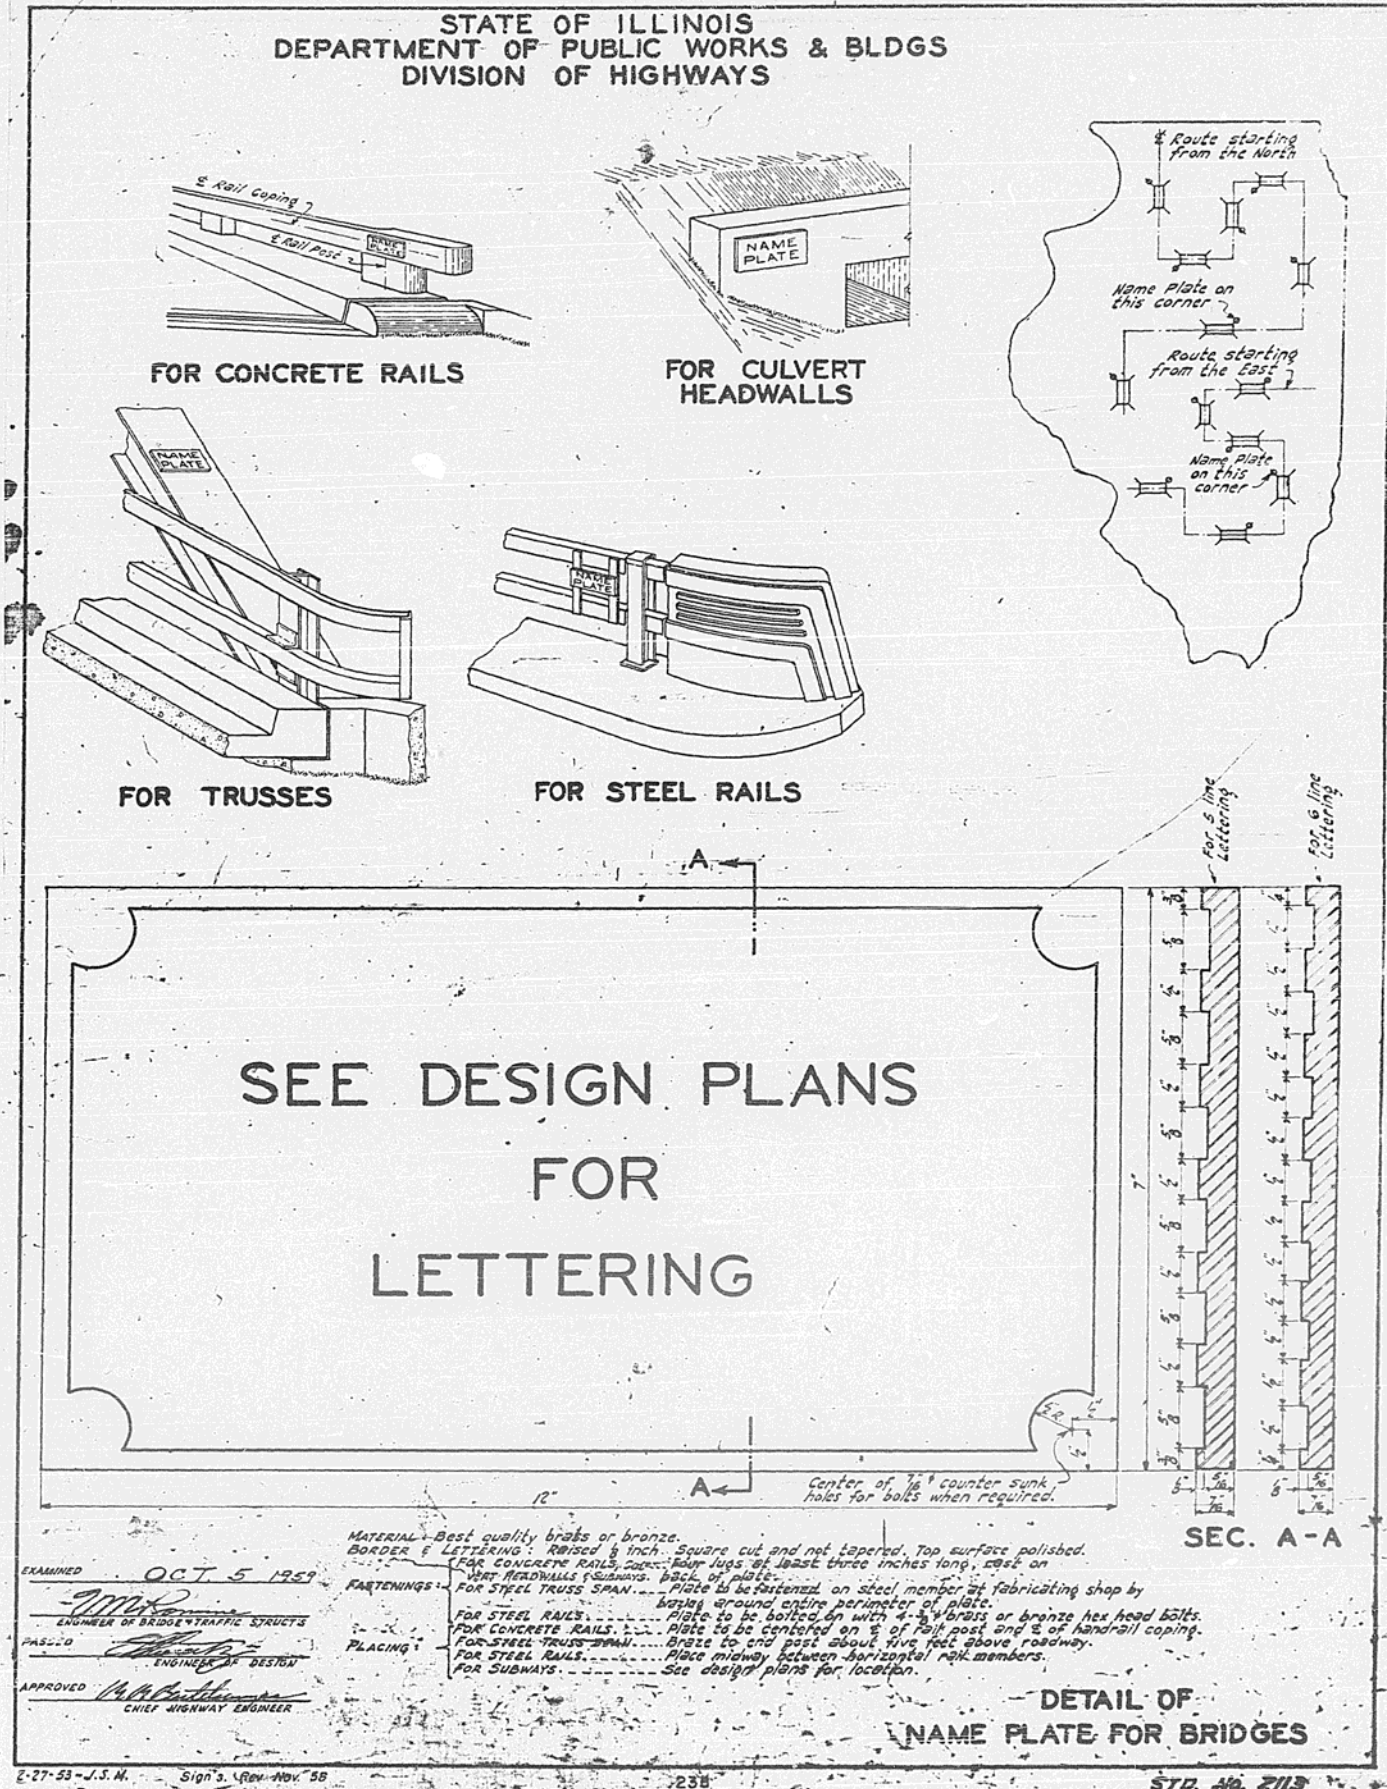 STATE OF ILLINOIS
DEPARTMENT OF PUBLIC WORKS & BLDGS
DIVISION OF HIGHWAYS
℄ Rail Coping
℄ Rail Post
NAME
PLATE
FOR CONCRETE RAILS
NAME
PLATE
FOR CULVERT
HEADWALLS
℄ Route starting
from the North
Name Plate on
this corner
Route starting
from the East
Name Plate
on this
corner
NAME
PLATE
FOR TRUSSES
NAME
PLATE
FOR STEEL RAILS
For 5 line
Lettering
For 6 line
Lettering
A
SEE DESIGN PLANS
FOR
LETTERING
7"
A
12"
Center of 7/16"φ counter sunk
holes for bolts when required.
SEC. A-A
MATERIAL: Best quality brass or bronze.
BORDER & LETTERING: Raised 1/8 inch. Square cut and not tapered. Top surface polished.
FASTENINGS:
FOR CONCRETE RAILS, CUL- Four lugs at least three inches long, cast on
VERT HEADWALLS & SUBWAYS. back of plate.
FOR STEEL TRUSS SPAN.---- Plate to be fastened on steel member at fabricating shop by
brazing around entire perimeter of plate.
FOR STEEL RAILS.------- Plate to be bolted on with 4- brass or bronze hex head bolts.
PLACING:
FOR CONCRETE RAILS.---- Plate to be centered on ℄ of rail post and ℄ of handrail coping.
FOR STEEL TRUSS SPAN.---- Braze to end post about five feet above roadway.
FOR STEEL RAILS.------- Place midway between horizontal rail members.
FOR SUBWAYS.--------- See design plans for location.
EXAMINED OCT. 5 1959
ENGINEER OF BRIDGE & TRAFFIC STRUCT'S
PASSED
ENGINEER OF DESIGN
APPROVED
CHIEF HIGHWAY ENGINEER
DETAIL OF
NAME PLATE FOR BRIDGES
2-27-53-J.S.M. Sign's. Rev. Nov. '58
STD. No. 2113